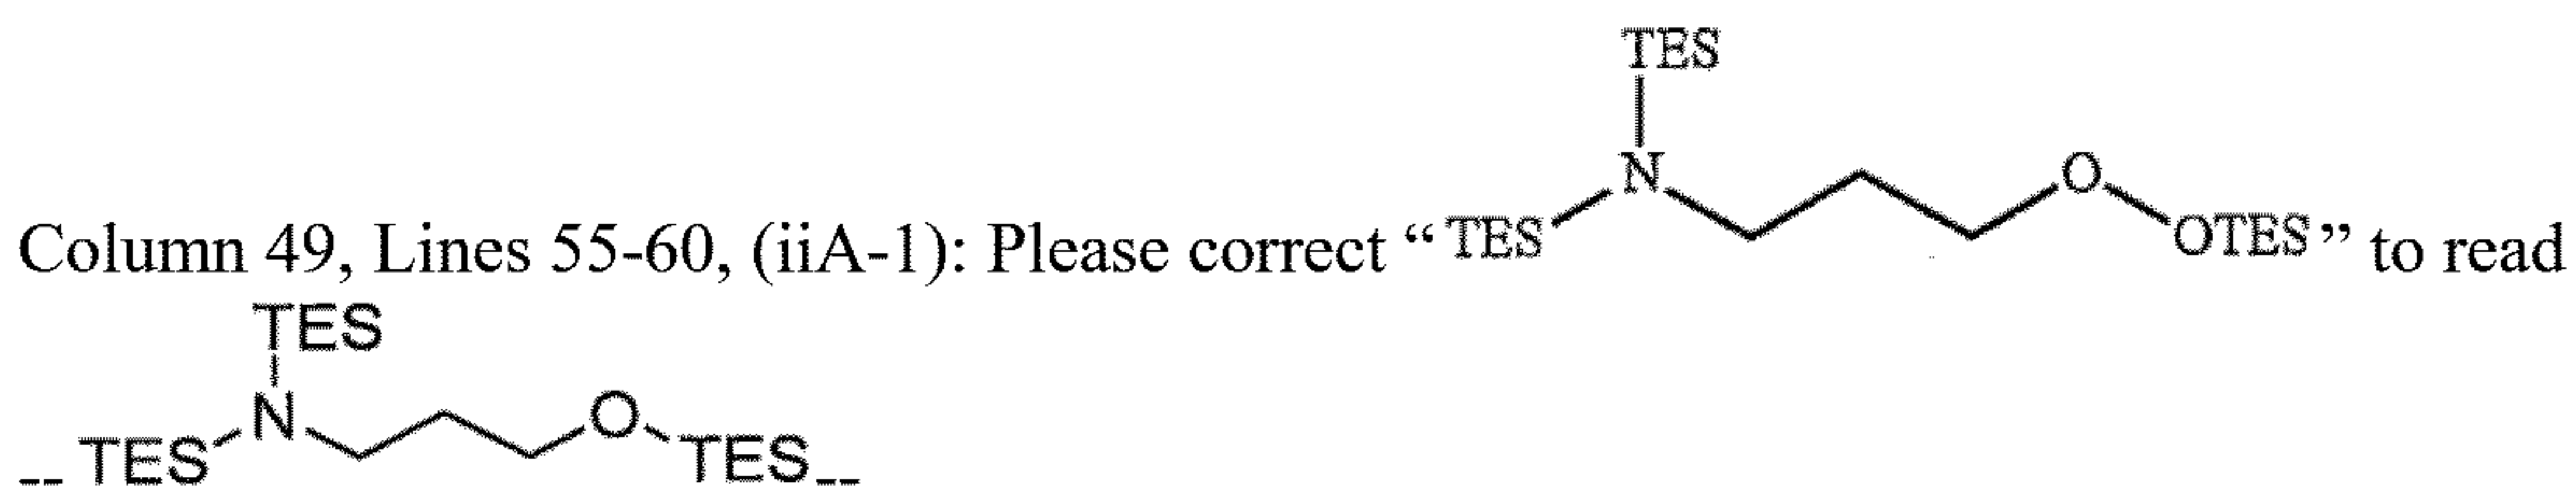 TES
N
O
Column 49, Lines 55-60, (iiA-1): Please correct “TES OTES” to read
TES
N O
--TES TES--